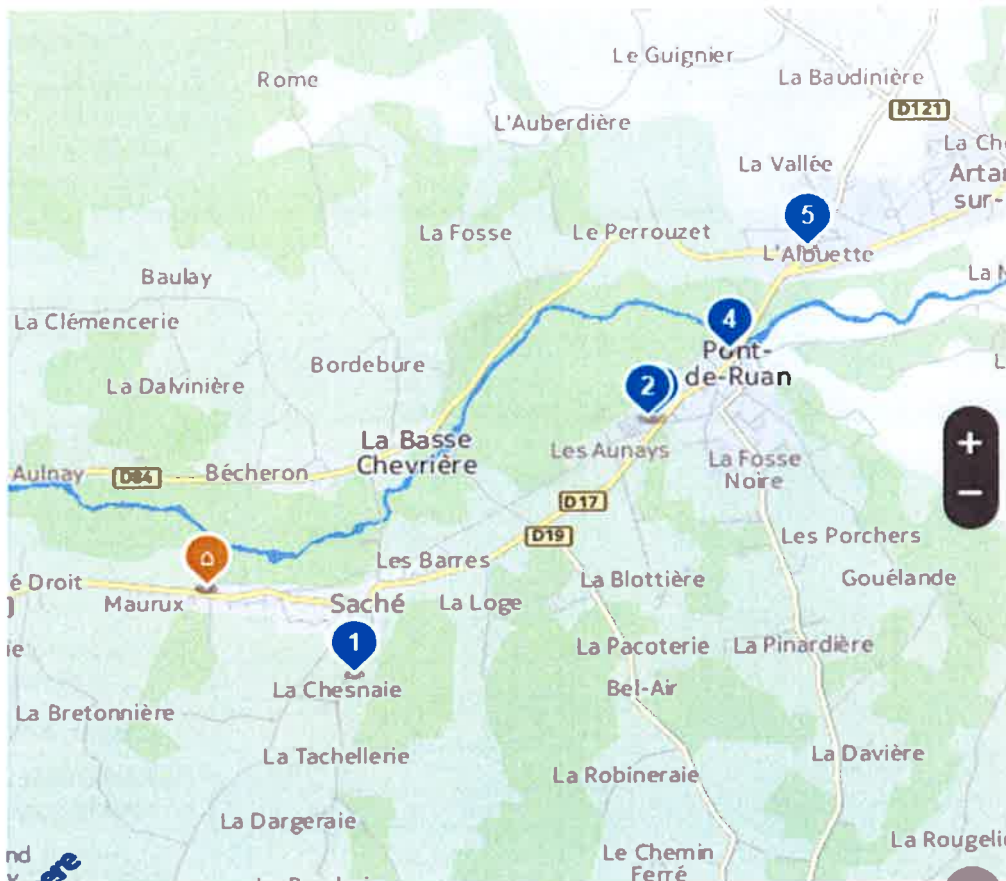 Le Guignier
Rome
La Baudinière
D121
L'Auberdière
La Vallée
La Ch
Artan
sur-
5
La Fosse
Le Perrouzet
L'Alouette
Baulay
La Clémencerie
4
Bordebure
Pont-
de-Ruan
La Dalvinière
2
La Basse
Chevrière
Les Aunays
Aulnay
D84
Bécheron
La Fosse
Noire
+
−
D17
D19
Les Porchers
Les Barres
é Droit
La Blottière
Gouélande
Maurux
Saché
La Loge
1
La Pacoterie
La Pinardière
La Chesnaie
Bel-Air
La Bretonnière
La Tachellerie
La Davière
La Robineraie
La Dargeraie
La Rougeli
Le Chemin
Ferré
nd